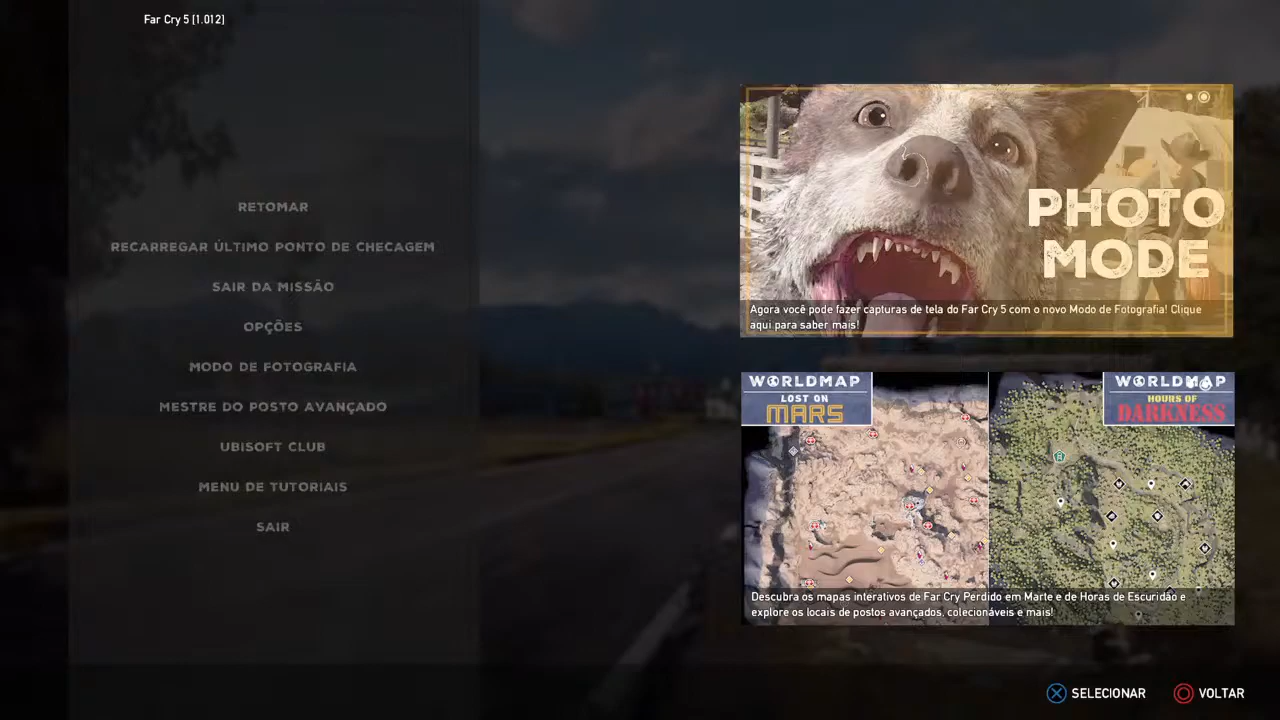 Far Cry 5 [1.012]
RETOMAR
RECARREGAR ÚLTIMO PONTO DE CHECAGEM
SAIR DA MISSÃO
OPÇÕES
MODO DE FOTOGRAFIA
MESTRE DO POSTO AVANÇADO
UBISOFT CLUB
MENU DE TUTORIAIS
SAIR
PHOTO
MODE
Agora você pode fazer capturas de tela do Far Cry 5 com o novo Modo de Fotografia! Clique
aqui para saber mais!
WORLDMAP
LOST ON
MARS
WORLDMAP
HOURS OF
DARKNESS
Descubra os mapas interativos de Far Cry Perdido em Marte e de Horas de Escuridão e
explore os locais de postos avançados, colecionáveis e mais!
SELECIONAR
VOLTAR